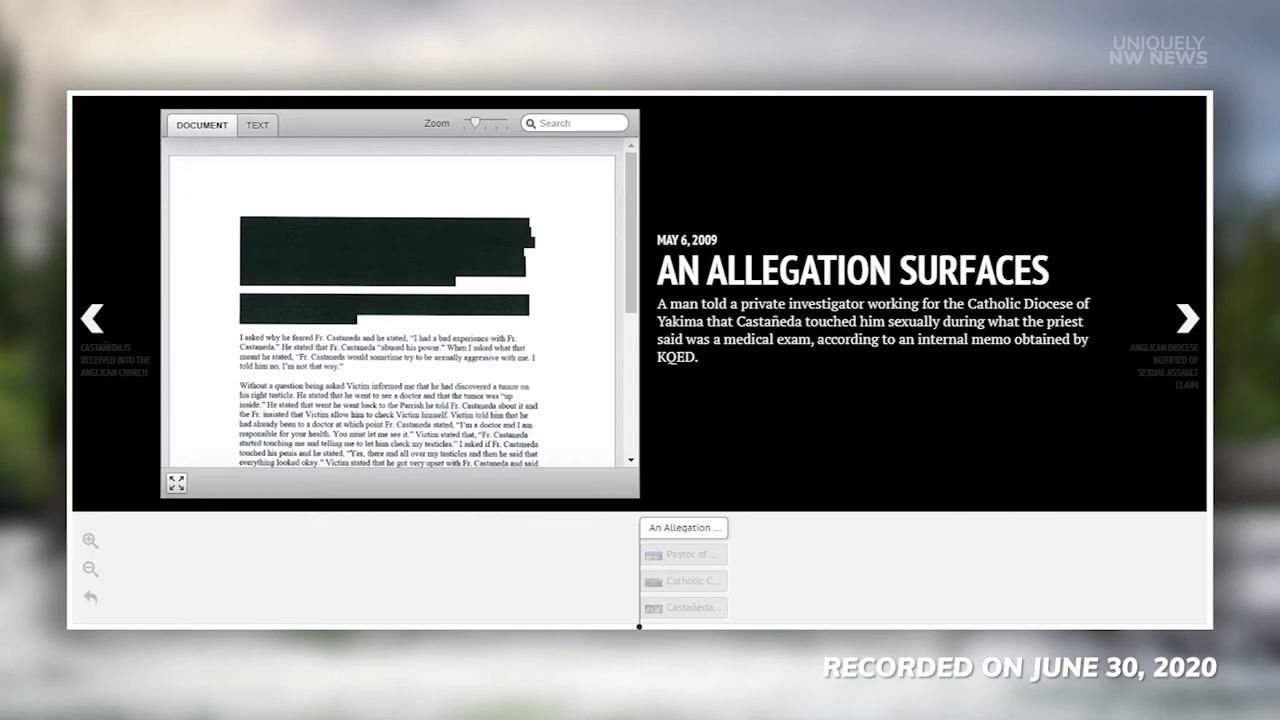 UNIQUELY
NW NEWS
DOCUMENT
TEXT
Zoom
Search
I asked why he feared Fr. Castaneda and he stated, “I had a bad experience with Fr.
Castaneda.” He stated that Fr. Castaneda “abused his power.” When I asked what that
meant he stated, “Fr. Castaneda would sometime try to be sexually aggressive with me. I
told him no, I'm not that way.”
Without a question being asked Victim informed me that he had discovered a tumor on
his right testicle. He stated that he went to see a doctor and that the tumor was “up
inside.” He stated that went he went back to the Parrish he told Fr. Castaneda about it and
the Fr. insisted that Victim allow him to check Victim himself. Victim told him that he
had already been to a doctor at which point Fr. Castaneda stated, “I'm a doctor and I am
responsible for your health. You must let me see it.” Victim stated that, “Fr. Castaneda
started touching me and telling me to let him check my testicles.” I asked if Fr. Castaneda
touched his penis and he stated, “Yes, there and all over my testicles and then he said that
everything looked okay.” Victim stated that he got very upset with Fr. Castaneda and said
MAY 6, 2009
AN ALLEGATION SURFACES
A man told a private investigator working for the Catholic Diocese of
Yakima that Castañeda touched him sexually during what the priest
said was a medical exam, according to an internal memo obtained by
KQED.
CASTAÑEDA IS
RECEIVED INTO THE
ANGLICAN CHURCH
ANGLICAN DIOCESE
NOTIFIED OF
SEXUAL ASSAULT
CLAIM
An Allegation ...
Pastor of ...
Catholic C...
Castañeda...
RECORDED ON JUNE 30, 2020